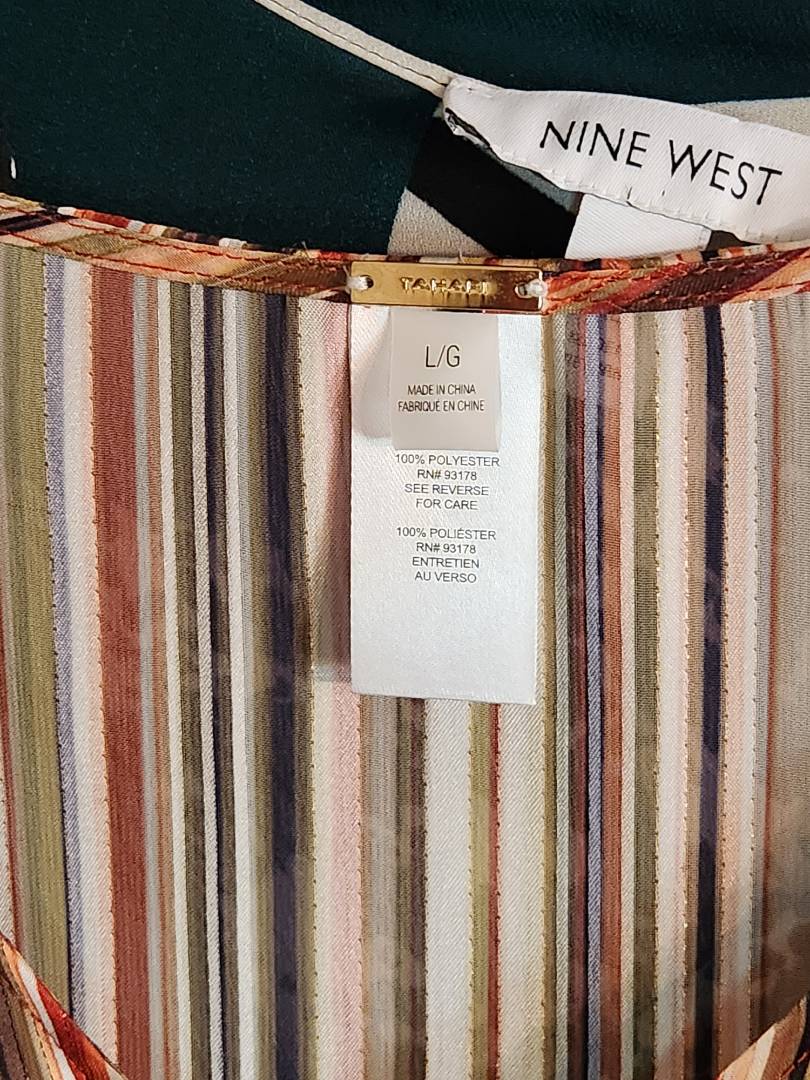 NINE WEST
TAHARI
L/G
MADE IN CHINA
FABRIQUÉ EN CHINE
100% POLYESTER
RN# 93178
SEE REVERSE
FOR CARE
100% POLIÉSTER
RN# 93178
ENTRETIEN
AU VERSO